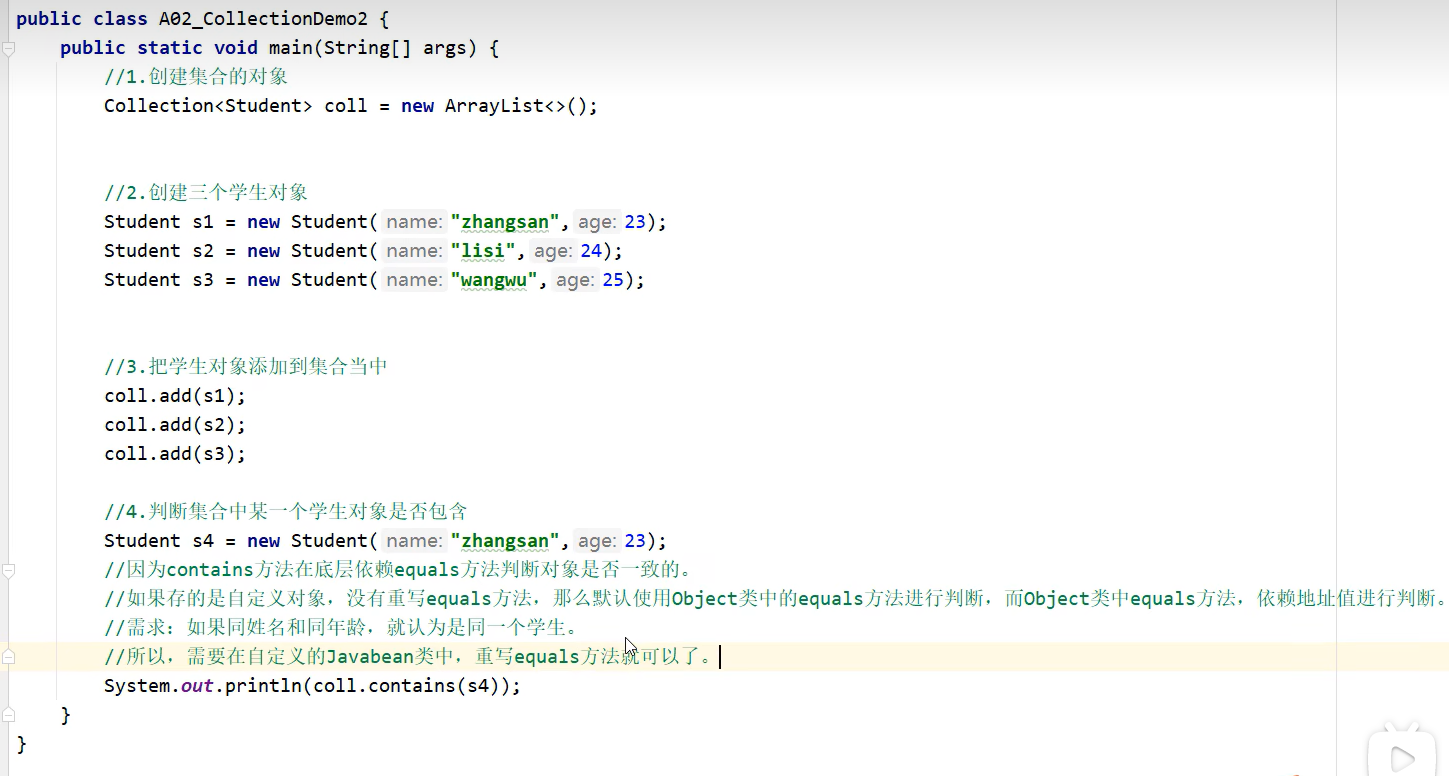 public class A02_CollectionDemo2 {
public static void main(String[] args) {
//1.创建集合的对象
Collection<Student> coll = new ArrayList<>();
//2.创建三个学生对象
Student s1 = new Student( name: "zhangsan", age: 23);
Student s2 = new Student( name: "lisi", age: 24);
Student s3 = new Student( name: "wangwu", age: 25);
//3.把学生对象添加到集合当中
coll.add(s1);
coll.add(s2);
coll.add(s3);
//4.判断集合中某一个学生对象是否包含
Student s4 = new Student( name: "zhangsan", age: 23);
//因为contains方法在底层依赖equals方法判断对象是否一致的。
//如果存的是自定义对象，没有重写equals方法，那么默认使用Object类中的equals方法进行判断，而Object类中equals方法，依赖地址值进行判断。
//需求：如果同姓名和同年龄，就认为是同一个学生。
//所以，需要在自定义的Javabean类中，重写equals方法就可以了。
System.out.println(coll.contains(s4));
}
}